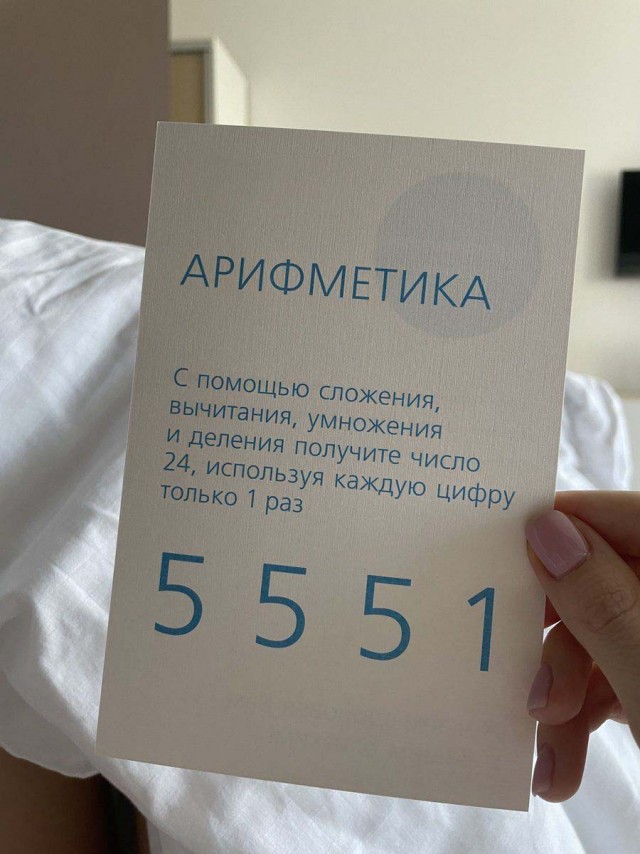 АРИФМЕТИКА
С помощью сложения,
вычитания, умножения
и деления получите число
24, используя каждую цифру
только 1 раз
5 5 5 1